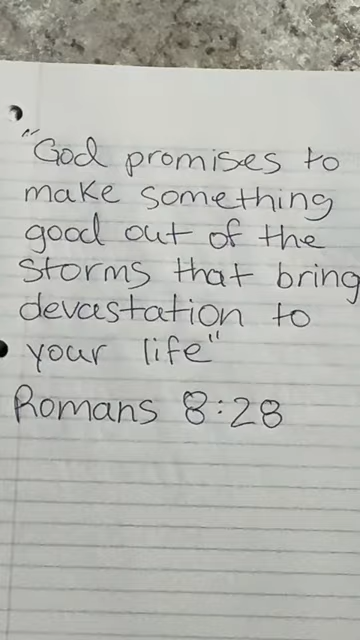 "God promises to
make something
good out of the
storms that bring
devastation to
your life"
Romans 8:28